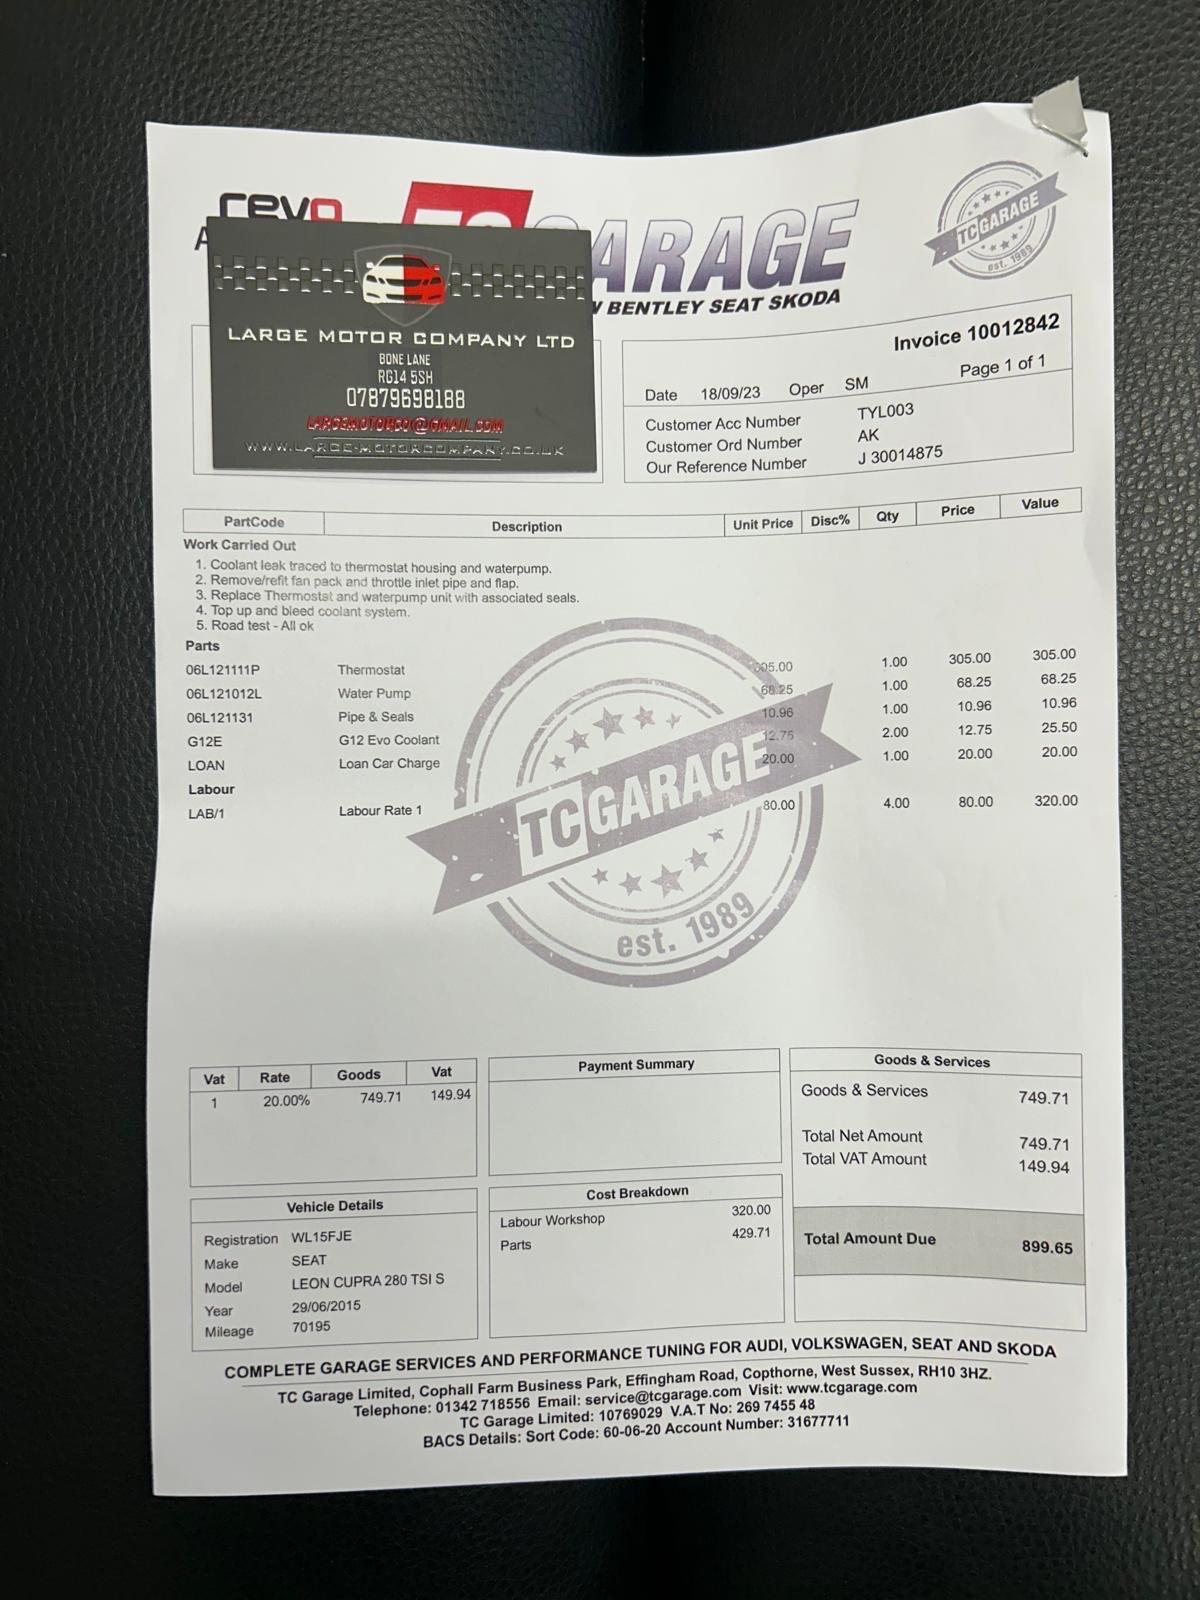 revo
TC GARAGE
BENTLEY SEAT SKODA
TC GARAGE
est. 1989
LARGE MOTOR COMPANY LTD
BONE LANE
RG14 5SH
07879698188
LARGEMOTORCO@GMAIL.COM
WWW.LARGE-MOTORCOMPANY.CO.UK
Invoice 10012842
Page 1 of 1
Date 18/09/23 Oper SM
Customer Acc Number TYL003
Customer Ord Number AK
Our Reference Number J 30014875
PartCode Description Unit Price Disc% Qty Price Value
Work Carried Out
1. Coolant leak traced to thermostat housing and waterpump.
2. Remove/refit fan pack and throttle inlet pipe and flap.
3. Replace Thermostat and waterpump unit with associated seals.
4. Top up and bleed coolant system.
5. Road test - All ok
Parts
06L121111P Thermostat 305.00 1.00 305.00 305.00
06L121012L Water Pump 68.25 1.00 68.25 68.25
06L121131 Pipe & Seals 10.96 1.00 10.96 10.96
G12E G12 Evo Coolant 12.75 2.00 12.75 25.50
LOAN Loan Car Charge 20.00 1.00 20.00 20.00
Labour
LAB/1 Labour Rate 1 80.00 4.00 80.00 320.00
TC GARAGE
est. 1989
Vat Rate Goods Vat
1 20.00% 749.71 149.94
Payment Summary
Goods & Services
Goods & Services 749.71
Total Net Amount 749.71
Total VAT Amount 149.94
Total Amount Due 899.65
Vehicle Details
Registration WL15FJE
Make SEAT
Model LEON CUPRA 280 TSI S
Year 29/06/2015
Mileage 70195
Cost Breakdown
Labour Workshop 320.00
Parts 429.71
COMPLETE GARAGE SERVICES AND PERFORMANCE TUNING FOR AUDI, VOLKSWAGEN, SEAT AND SKODA
TC Garage Limited, Cophall Farm Business Park, Effingham Road, Copthorne, West Sussex, RH10 3HZ.
Telephone: 01342 718556 Email: service@tcgarage.com Visit: www.tcgarage.com
TC Garage Limited: 10769029 V.A.T No: 269 7455 48
BACS Details: Sort Code: 60-06-20 Account Number: 31677711